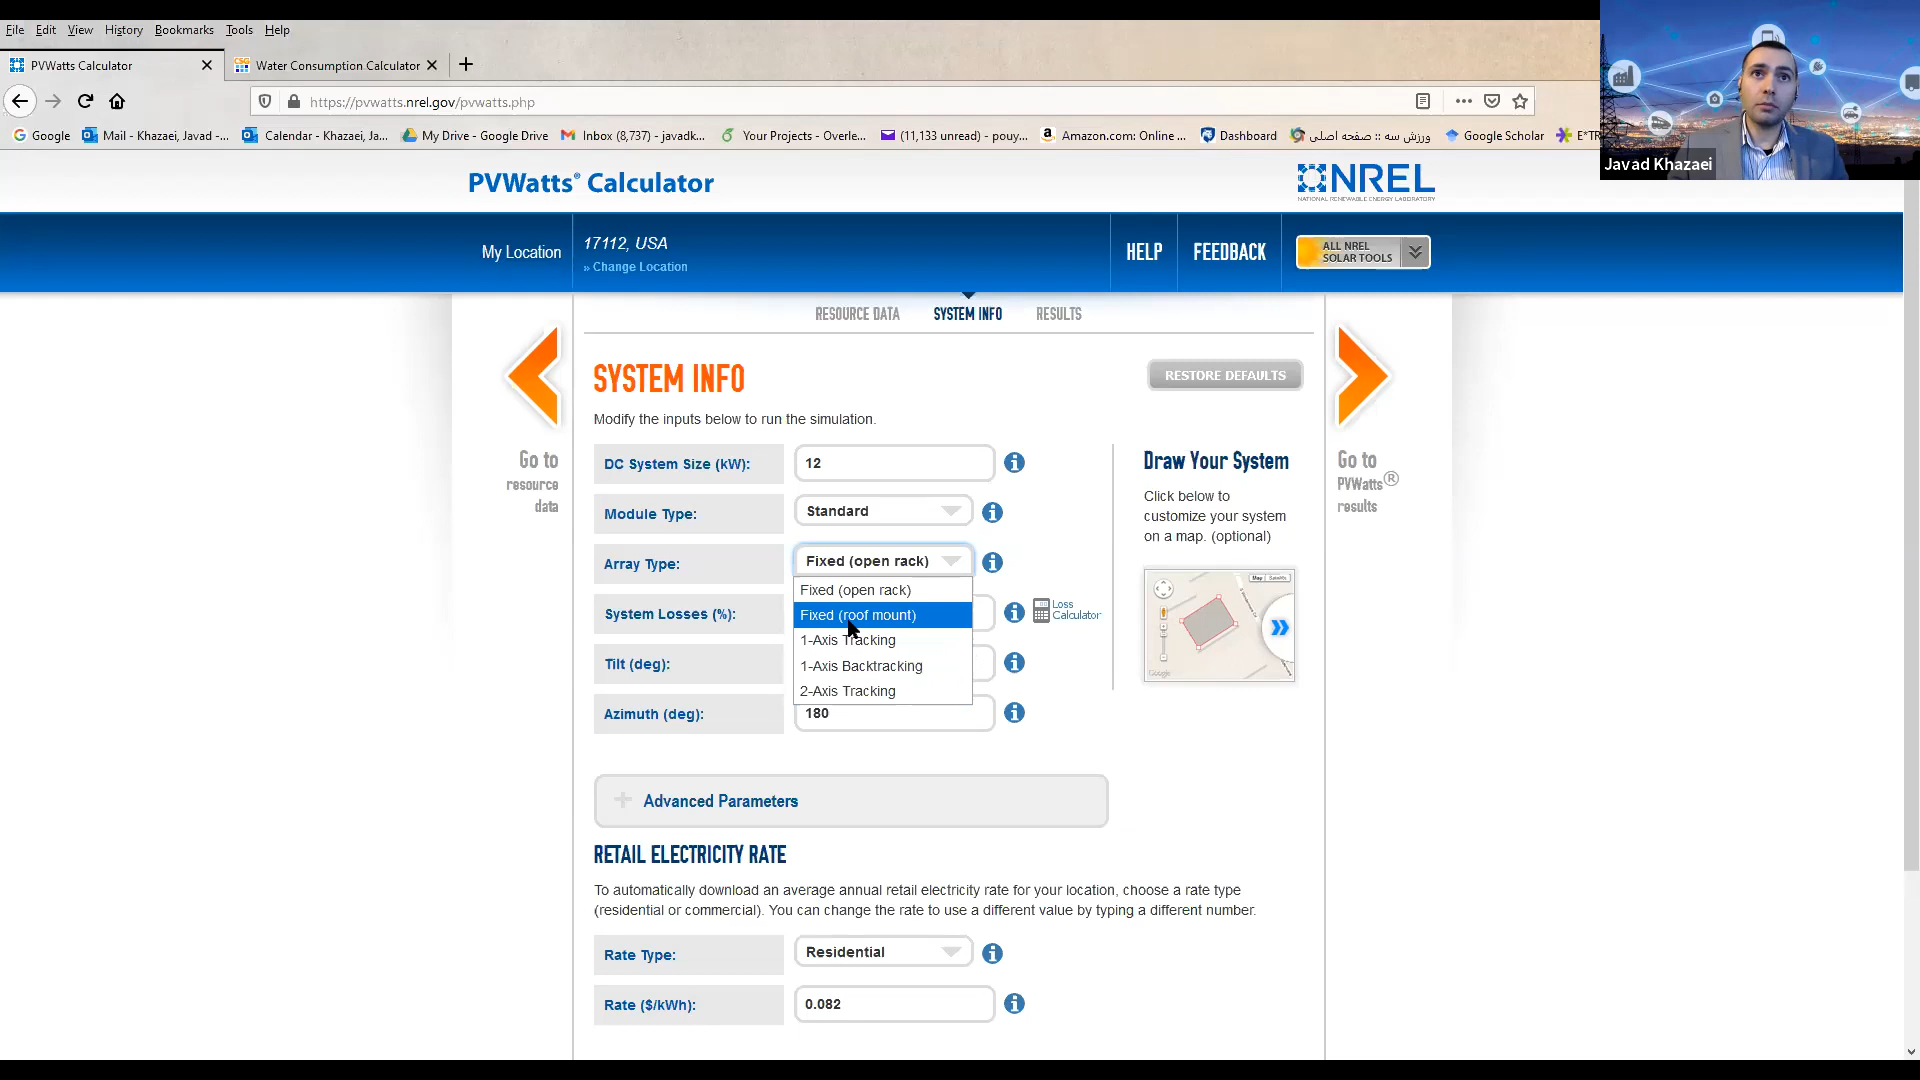 File Edit View History Bookmarks Tools Help
PVWatts Calculator
CSG Water Consumption Calculator
https://pvwatts.nrel.gov/pvwatts.php
Google Mail - Khazaei, Javad -... Calendar - Khazaei, Ja... My Drive - Google Drive Inbox (8,737) - javadk... Your Projects - Overle... (11,133 unread) - pouy... Amazon.com: Online ... Dashboard ورزش سه :: صفحه اصلی Google Scholar E*TR
Javad Khazaei
PVWatts® Calculator
NREL
NATIONAL RENEWABLE ENERGY LABORATORY
My Location
17112, USA
» Change Location
HELP
FEEDBACK
ALL NREL
SOLAR TOOLS
RESOURCE DATA SYSTEM INFO RESULTS
SYSTEM INFO
RESTORE DEFAULTS
Modify the inputs below to run the simulation.
Go to
resource
data
DC System Size (kW): 12
Module Type: Standard
Array Type: Fixed (open rack)
Fixed (open rack)
Fixed (roof mount)
1-Axis Tracking
1-Axis Backtracking
2-Axis Tracking
System Losses (%):
Loss
Calculator
Tilt (deg):
Azimuth (deg): 180
Draw Your System
Click below to
customize your system
on a map. (optional)
Map Satellite
Google
Go to
PVWatts®
results
Advanced Parameters
RETAIL ELECTRICITY RATE
To automatically download an average annual retail electricity rate for your location, choose a rate type
(residential or commercial). You can change the rate to use a different value by typing a different number.
Rate Type: Residential
Rate ($/kWh): 0.082